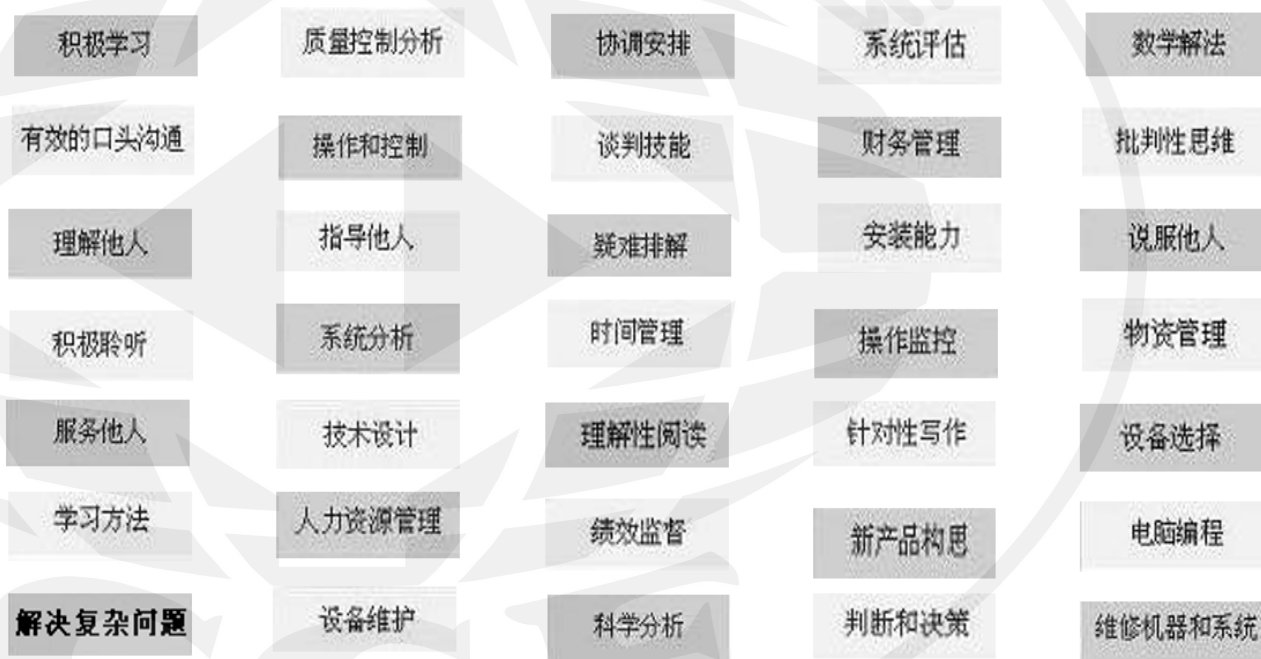 积极学习
质量控制分析
协调安排
系统评估
数学解法
有效的口头沟通
操作和控制
谈判技能
财务管理
批判性思维
理解他人
指导他人
疑难排解
安装能力
说服他人
积极聆听
系统分析
时间管理
操作监控
物资管理
服务他人
技术设计
理解性阅读
针对性写作
设备选择
学习方法
人力资源管理
绩效监督
新产品构思
电脑编程
解决复杂问题
设备维护
科学分析
判断和决策
维修机器和系统